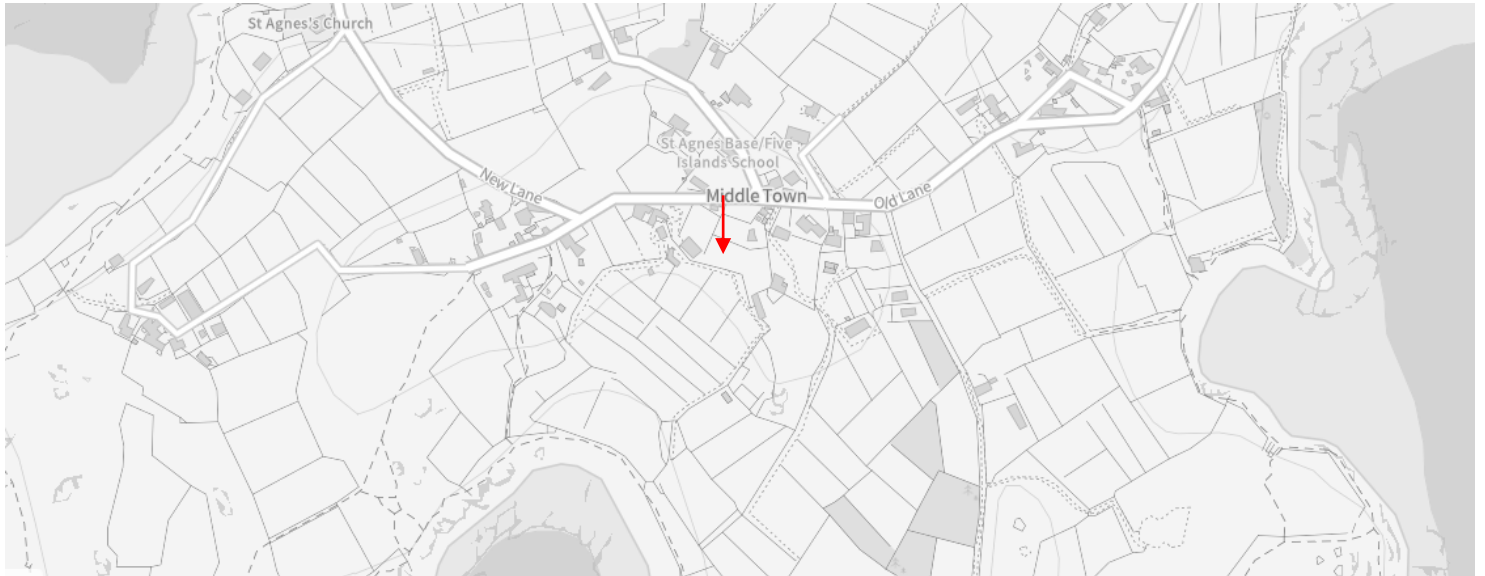 St Agnes's Church
St Agnes Base/Five
Islands School
New Lane
Middle Town
Old Lane